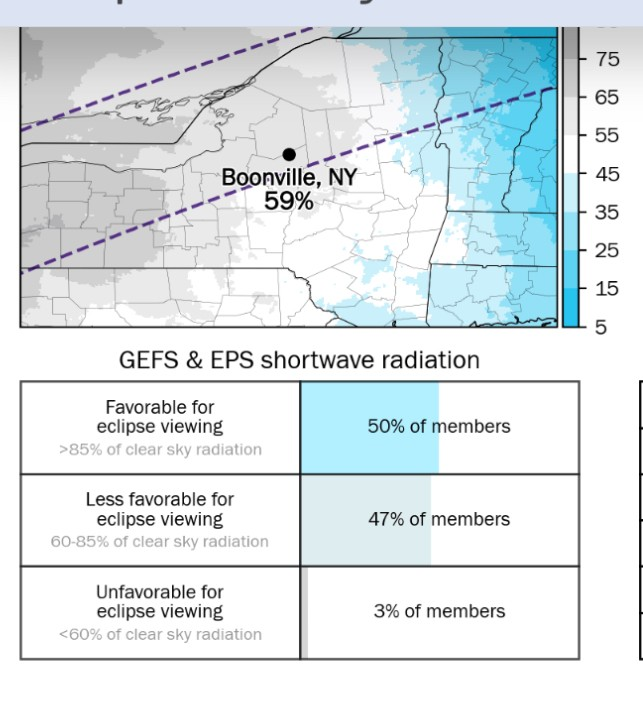 75
65
55
45
35
25
15
5
Boonville, NY
59%
GEFS & EPS shortwave radiation
Favorable for
eclipse viewing
>85% of clear sky radiation
50% of members
Less favorable for
eclipse viewing
60-85% of clear sky radiation
47% of members
Unfavorable for
eclipse viewing
<60% of clear sky radiation
3% of members